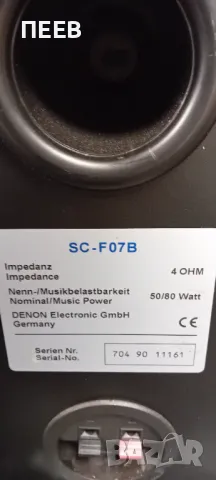 ПЕЕВ
SC-F07B
Impedanz
Impedance
4 OHM
Nenn-/Musikbelastbarkeit
Nominal/Music Power
50/80 Watt
DENON Electronic GmbH
Germany
CE
Serien Nr.
Serial-No.
704 90 11161
BAZAR